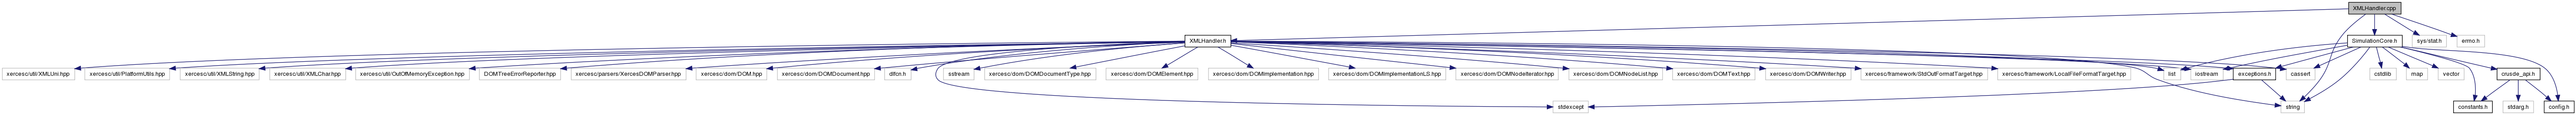 XMLHandler.cpp
XMLHandler.h
SimulationCore.h
sys/stat.h
errno.h
xercesc/util/XMLUni.hpp
xercesc/util/PlatformUtils.hpp
xercesc/util/XMLString.hpp
xercesc/util/XMLChar.hpp
xercesc/util/OutOfMemoryException.hpp
DOMTreeErrorReporter.hpp
xercesc/parsers/XercesDOMParser.hpp
xercesc/dom/DOM.hpp
xercesc/dom/DOMDocument.hpp
dlfcn.h
sstream
xercesc/dom/DOMDocumentType.hpp
xercesc/dom/DOMElement.hpp
xercesc/dom/DOMImplementation.hpp
xercesc/dom/DOMImplementationLS.hpp
xercesc/dom/DOMNodeIterator.hpp
xercesc/dom/DOMNodeList.hpp
xercesc/dom/DOMText.hpp
xercesc/dom/DOMWriter.hpp
xercesc/framework/StdOutFormatTarget.hpp
xercesc/framework/LocalFileFormatTarget.hpp
list
iostream
exceptions.h
cassert
cstdlib
map
vector
crusde_api.h
stdexcept
string
constants.h
stdarg.h
config.h